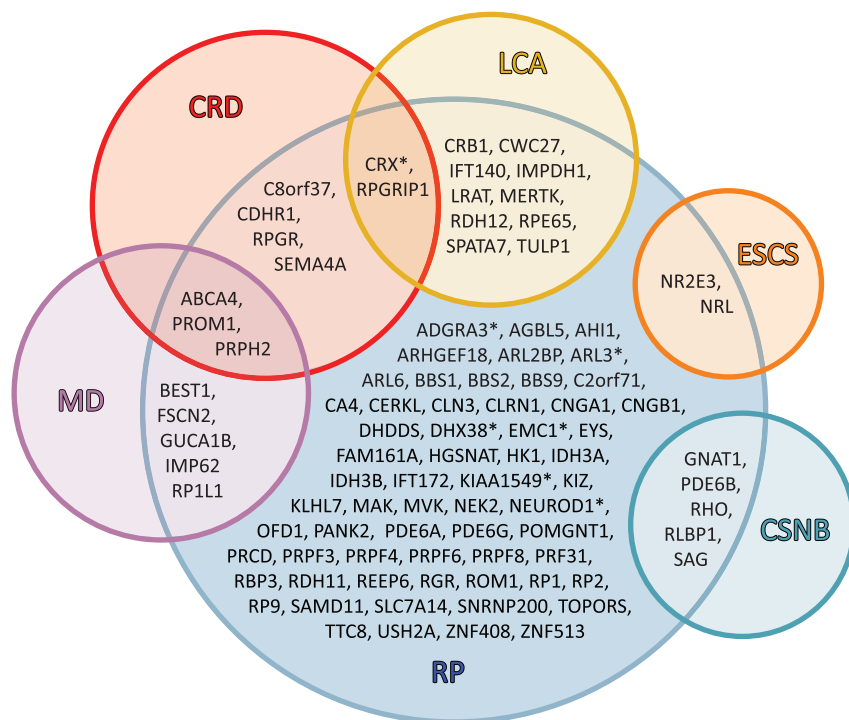 LCA
CRD
CRB1, CWC27,
IFT140, IMPDH1,
LRAT, MERTK,
RDH12, RPE65,
SPATA7, TULP1
CRX*,
RPGRIP1
C8orf37,
CDHR1,
RPGR,
SEMA4A
ESCS
NR2E3,
NRL
ABCA4,
PROM1,
PRPH2
MD
BEST1,
FSCN2,
GUCA1B,
IMP62
RP1L1
ADGRA3*, AGBL5, AHI1,
ARHGEF18, ARL2BP, ARL3*,
ARL6, BBS1, BBS2, BBS9, C2orf71,
CA4, CERKL, CLN3, CLRN1, CNGA1, CNGB1,
DHDDS, DHX38*, EMC1*, EYS,
FAM161A, HGSNAT, HK1, IDH3A,
IDH3B, IFT172, KIAA1549*, KIZ,
KLHL7, MAK, MVK, NEK2, NEUROD1*,
OFD1, PANK2, PDE6A, PDE6G, POMGNT1,
PRCD, PRPF3, PRPF4, PRPF6, PRPF8, PRF31,
RBP3, RDH11, REEP6, RGR, ROM1, RP1, RP2,
RP9, SAMD11, SLC7A14, SNRNP200, TOPORS,
TTC8, USH2A, ZNF408, ZNF513
GNAT1,
PDE6B,
RHO,
RLBP1,
SAG
CSNB
RP